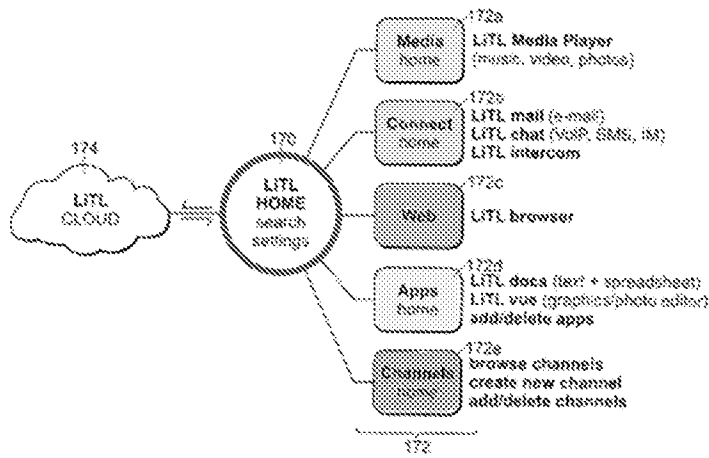 172a
Media
home
LiTL Media Player
(music, video, photos)
172b
Connect
home
LiTL mail (e-mail)
LiTL chat (VoIP, SMS, IM)
LiTL intercom
174
LiTL
CLOUD
170
LiTL
HOME
search
settings
172c
Web
LiTL browser
172d
Apps
home
LiTL docs (text + spreadsheet)
LiTL vue (graphics/photo editor)
add/delete apps
172e
Channels
home
browse channels
create new channel
add/delete channels
172